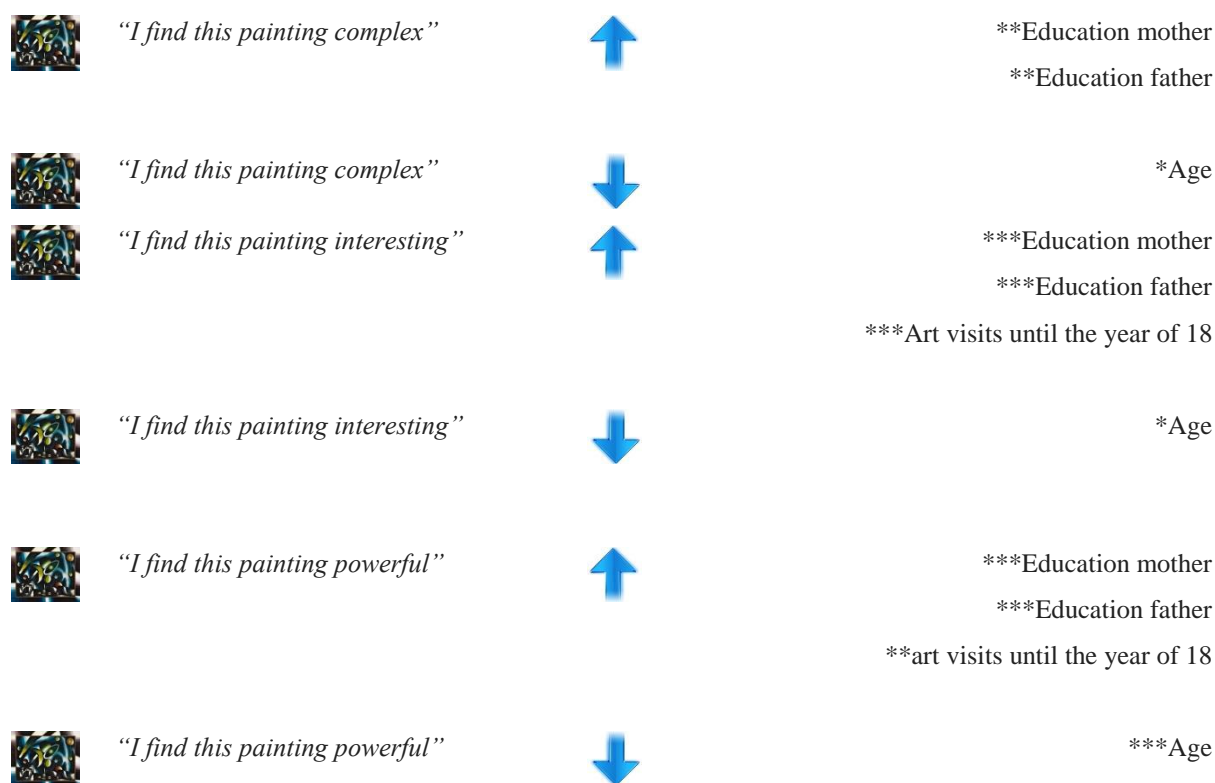 “I find this painting complex” **Education mother
**Education father
“I find this painting complex” *Age
“I find this painting interesting” ***Education mother
***Education father
***Art visits until the year of 18
“I find this painting interesting” *Age
“I find this painting powerful” ***Education mother
***Education father
**art visits until the year of 18
“I find this painting powerful” ***Age